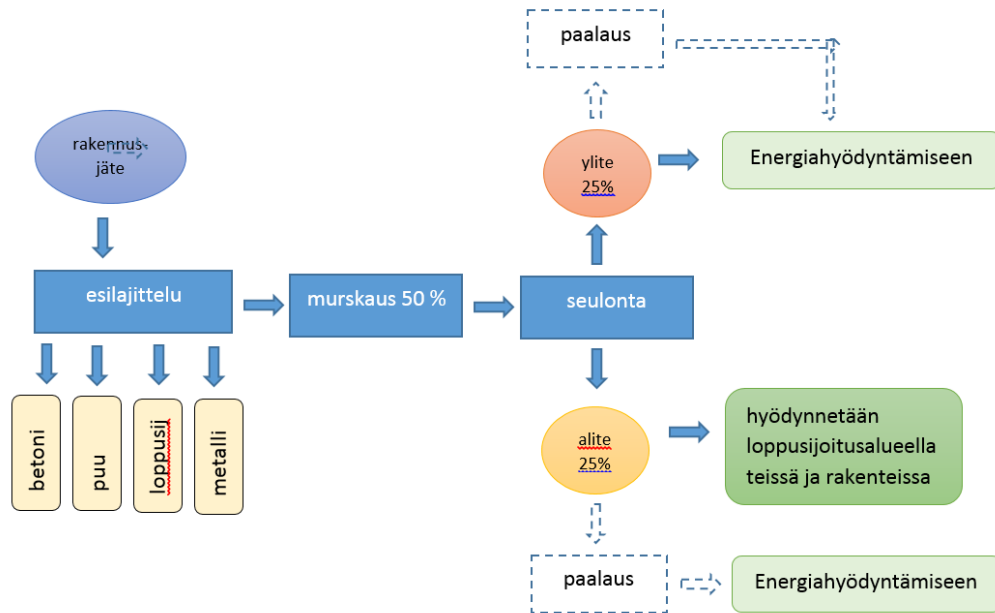 paalaus
rakennus-
jäte
ylite
25%
Energiahyödyntämiseen
esilajittelu
murskaus 50 %
seulonta
betoni
puu
loppusij
metalli
alite
25%
hyödynnetään
loppusijoitusalueella
teissä ja rakenteissa
paalaus
Energiahyödyntämiseen